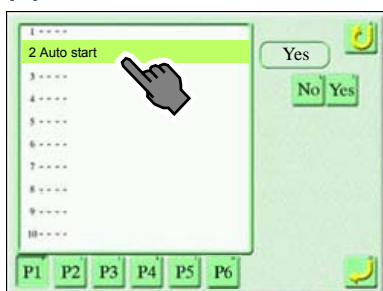 1 - - - -
2 Auto start
3 - - - -
4 - - - -
5 - - - -
6 - - - -
7 - - - -
8 - - - -
9 - - - -
10 - - - -
Yes
No Yes
P1 P2 P3 P4 P5 P6